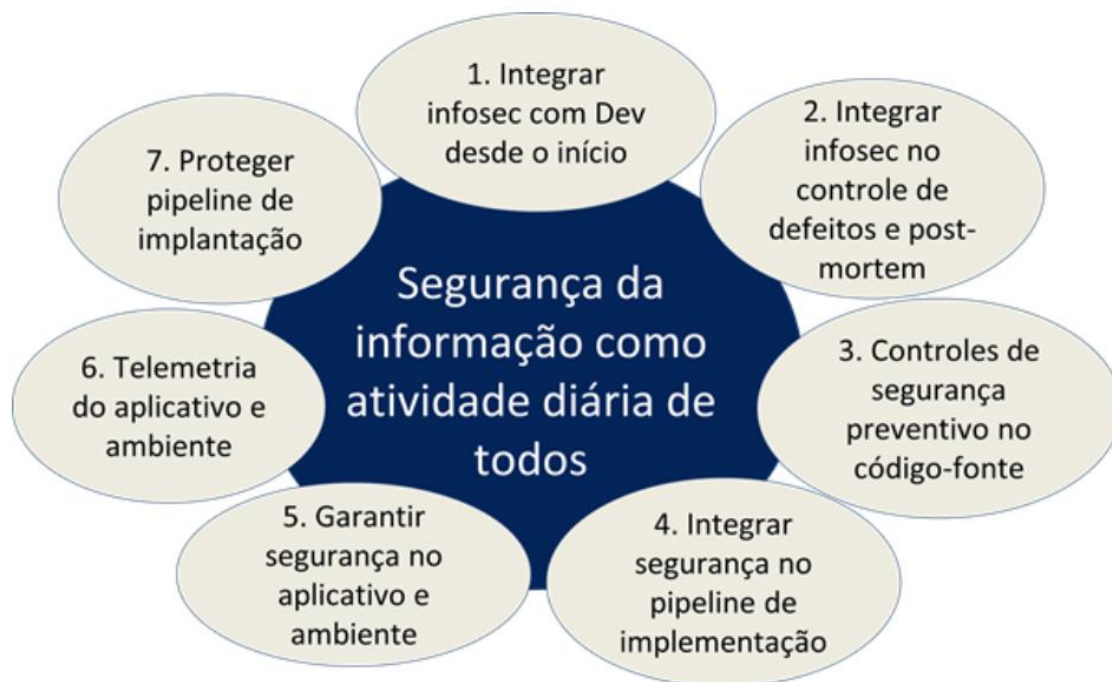 1. Integrar
infosec com Dev
desde o início
2. Integrar
infosec no
controle de
defeitos e post-
mortem
3. Controles de
segurança
preventivo no
código-fonte
4. Integrar
segurança no
pipeline de
implementação
5. Garantir
segurança no
aplicativo e
ambiente
6. Telemetria
do aplicativo e
ambiente
7. Proteger
pipeline de
implantação
Segurança da
informação como
atividade diária de
todos